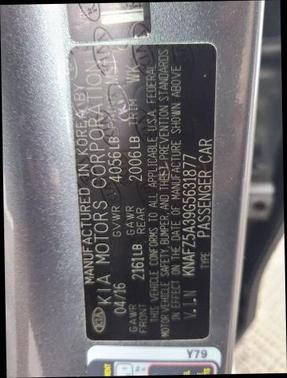 MANUFACTURED IN KOREA BY
KIA MOTORS CORPORATION
04/16 GVWR 4056LB
GAWR FRONT 2161LB GAWR REAR 2006LB
THIS VEHICLE CONFORMS TO ALL APPLICABLE U.S.A. FEDERAL
MOTOR VEHICLE SAFETY, BUMPER, AND THEFT PREVENTION STANDARDS
IN EFFECT ON THE DATE OF MANUFACTURE SHOWN ABOVE
V.I.N KNAFZ5A39G5631877
TYPE PASSENGER CAR
TRIM
KIA
Y79